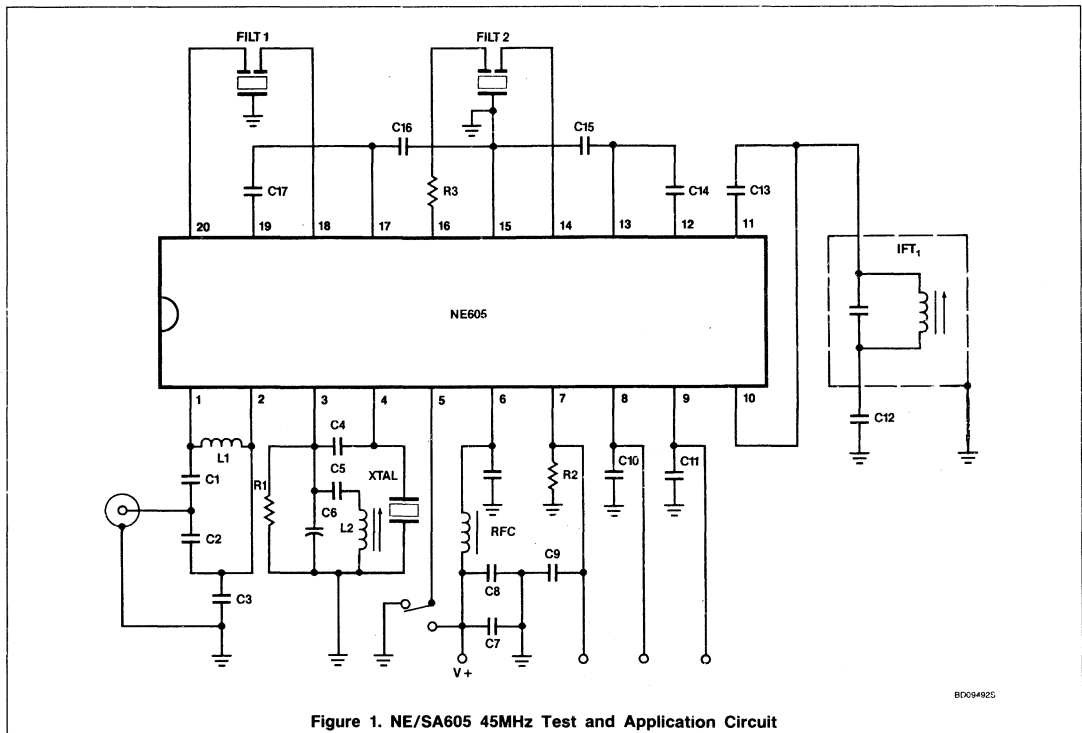 FILT 1 FILT 2
C16 C15
C17 R3 C14 C13
20 19 18 17 16 15 14 13 12 11
IFT1
NE605
1 2 3 4 5 6 7 8 9 10
C12
L1 C4
C1 R1 C5 XTAL R2 C10 C11
C6 L2 RFC
C2 C9
C3 C8
C7
V +
BD09492S
Figure 1. NE/SA605 45MHz Test and Application Circuit